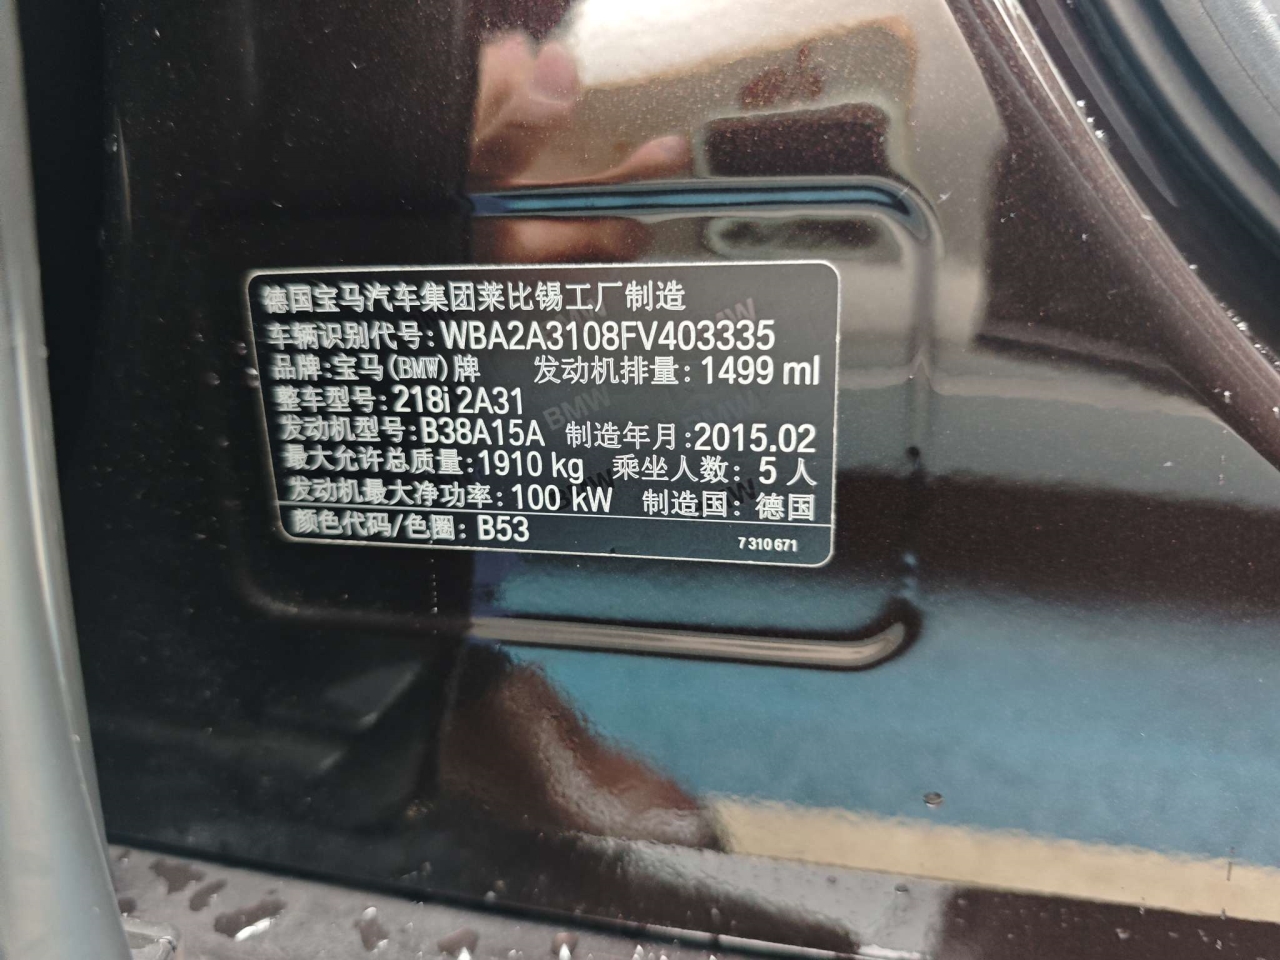 德国宝马汽车集团莱比锡工厂制造
车辆识别代号:WBA2A3108FV403335
品牌:宝马(BMW)牌 发动机排量:1499 ml
整车型号:218i 2A31
发动机型号:B38A15A 制造年月:2015.02
最大允许总质量:1910 kg 乘坐人数: 5 人
发动机最大净功率:100 kW 制造国: 德国
颜色代码/色圈: B53 7 310 671